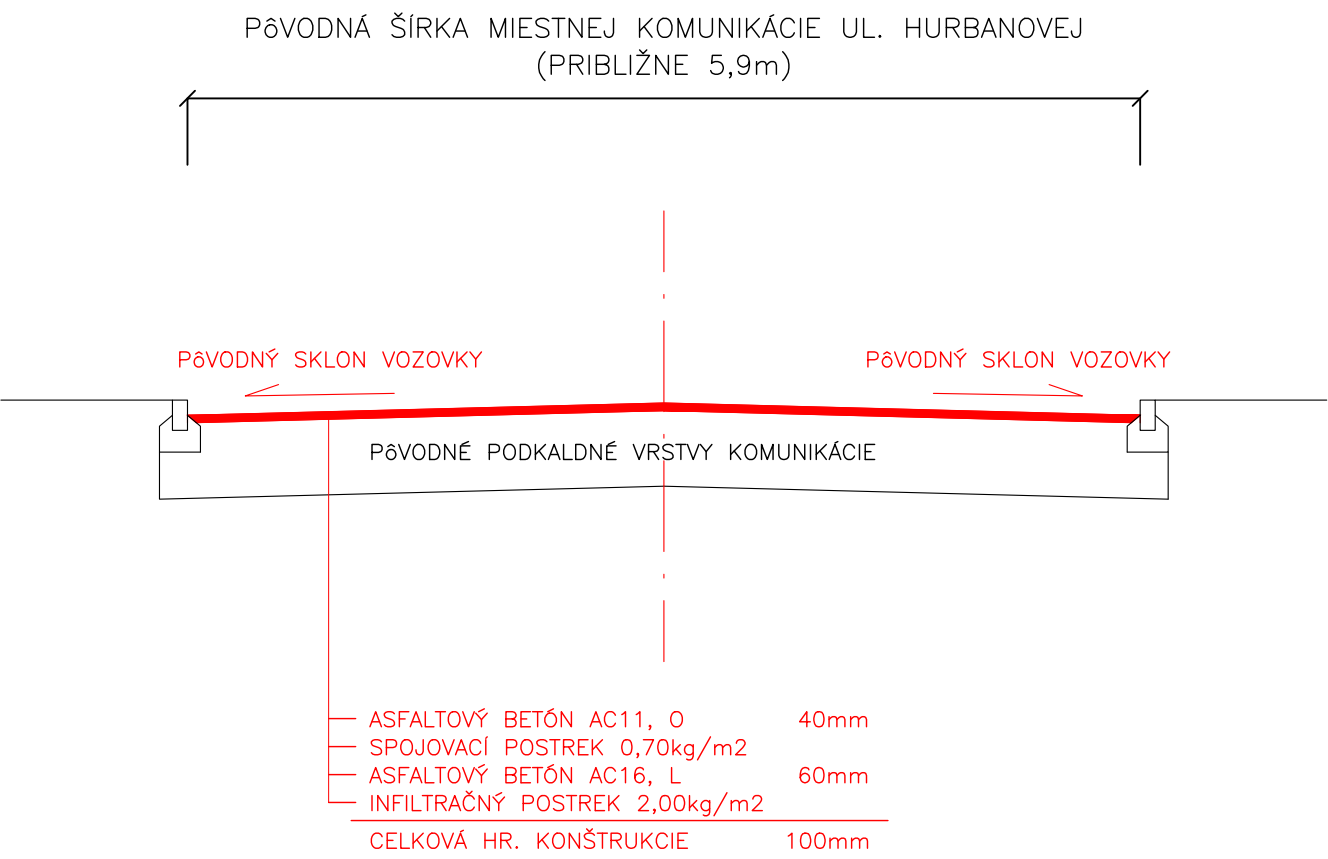 PôVODNÁ ŠÍRKA MIESTNEJ KOMUNIKÁCIE UL. HURBANOVEJ
(PRIBLIŽNE 5,9m)
PôVODNÝ SKLON VOZOVKY
PôVODNÝ SKLON VOZOVKY
PôVODNÉ PODKALDNÉ VRSTVY KOMUNIKÁCIE
ASFALTOVÝ BETÓN AC11, O 40mm
SPOJOVACÍ POSTREK 0,70kg/m2
ASFALTOVÝ BETÓN AC16, L 60mm
INFILTRAČNÝ POSTREK 2,00kg/m2
CELKOVÁ HR. KONŠTRUKCIE 100mm